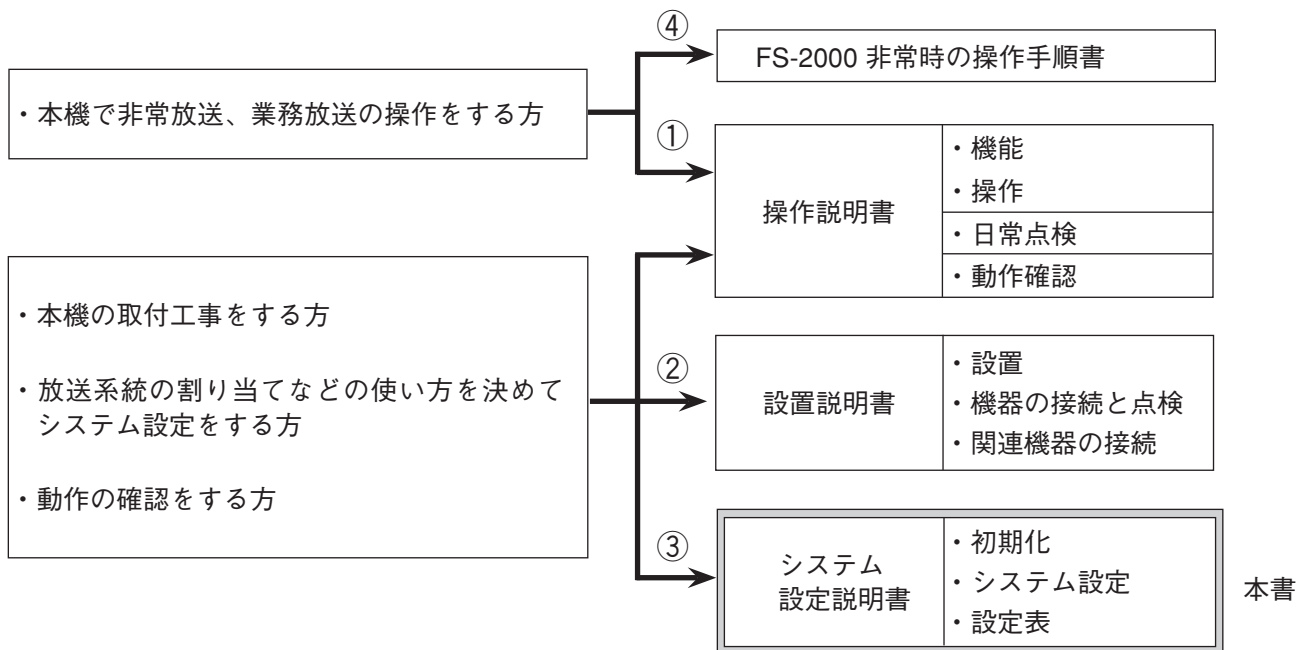 ④
FS-2000 非常時の操作手順書
・本機で非常放送、業務放送の操作をする方
①
操作説明書
・機能
・操作
・日常点検
・動作確認
・本機の取付工事をする方
・放送系統の割り当てなどの使い方を決めて
システム設定をする方
・動作の確認をする方
②
設置説明書
・設置
・機器の接続と点検
・関連機器の接続
③
システム
設定説明書
・初期化
・システム設定
・設定表
本書